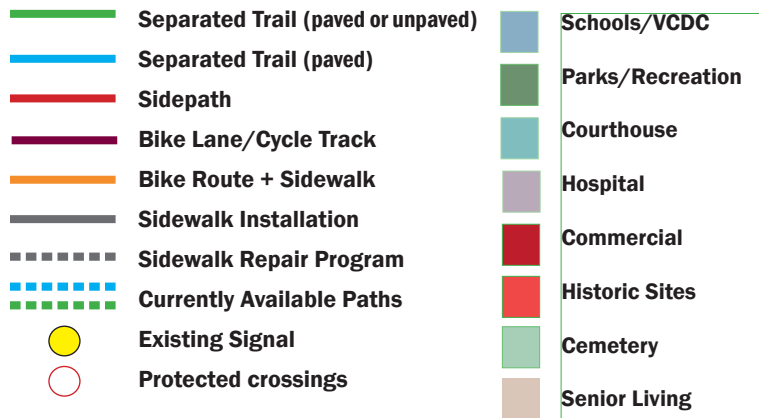 Separated Trail (paved or unpaved)
Separated Trail (paved)
Sidepath
Bike Lane/Cycle Track
Bike Route + Sidewalk
Sidewalk Installation
Sidewalk Repair Program
Currently Available Paths
Existing Signal
Protected crossings
Schools/VCDC
Parks/Recreation
Courthouse
Hospital
Commercial
Historic Sites
Cemetery
Senior Living